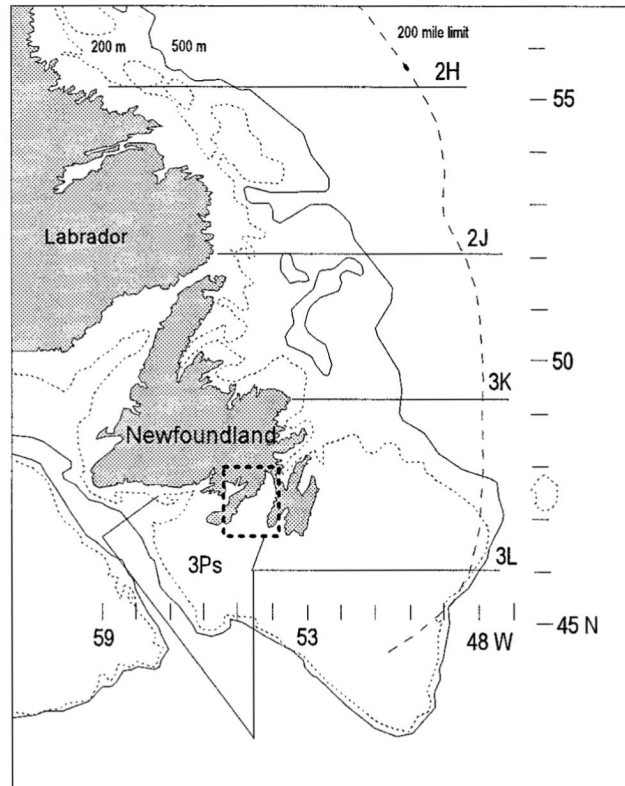 200 m
500 m
200 mile limit
2H
55
Labrador
2J
50
3K
Newfoundland
3Ps
3L
59
53
48 W
45 N